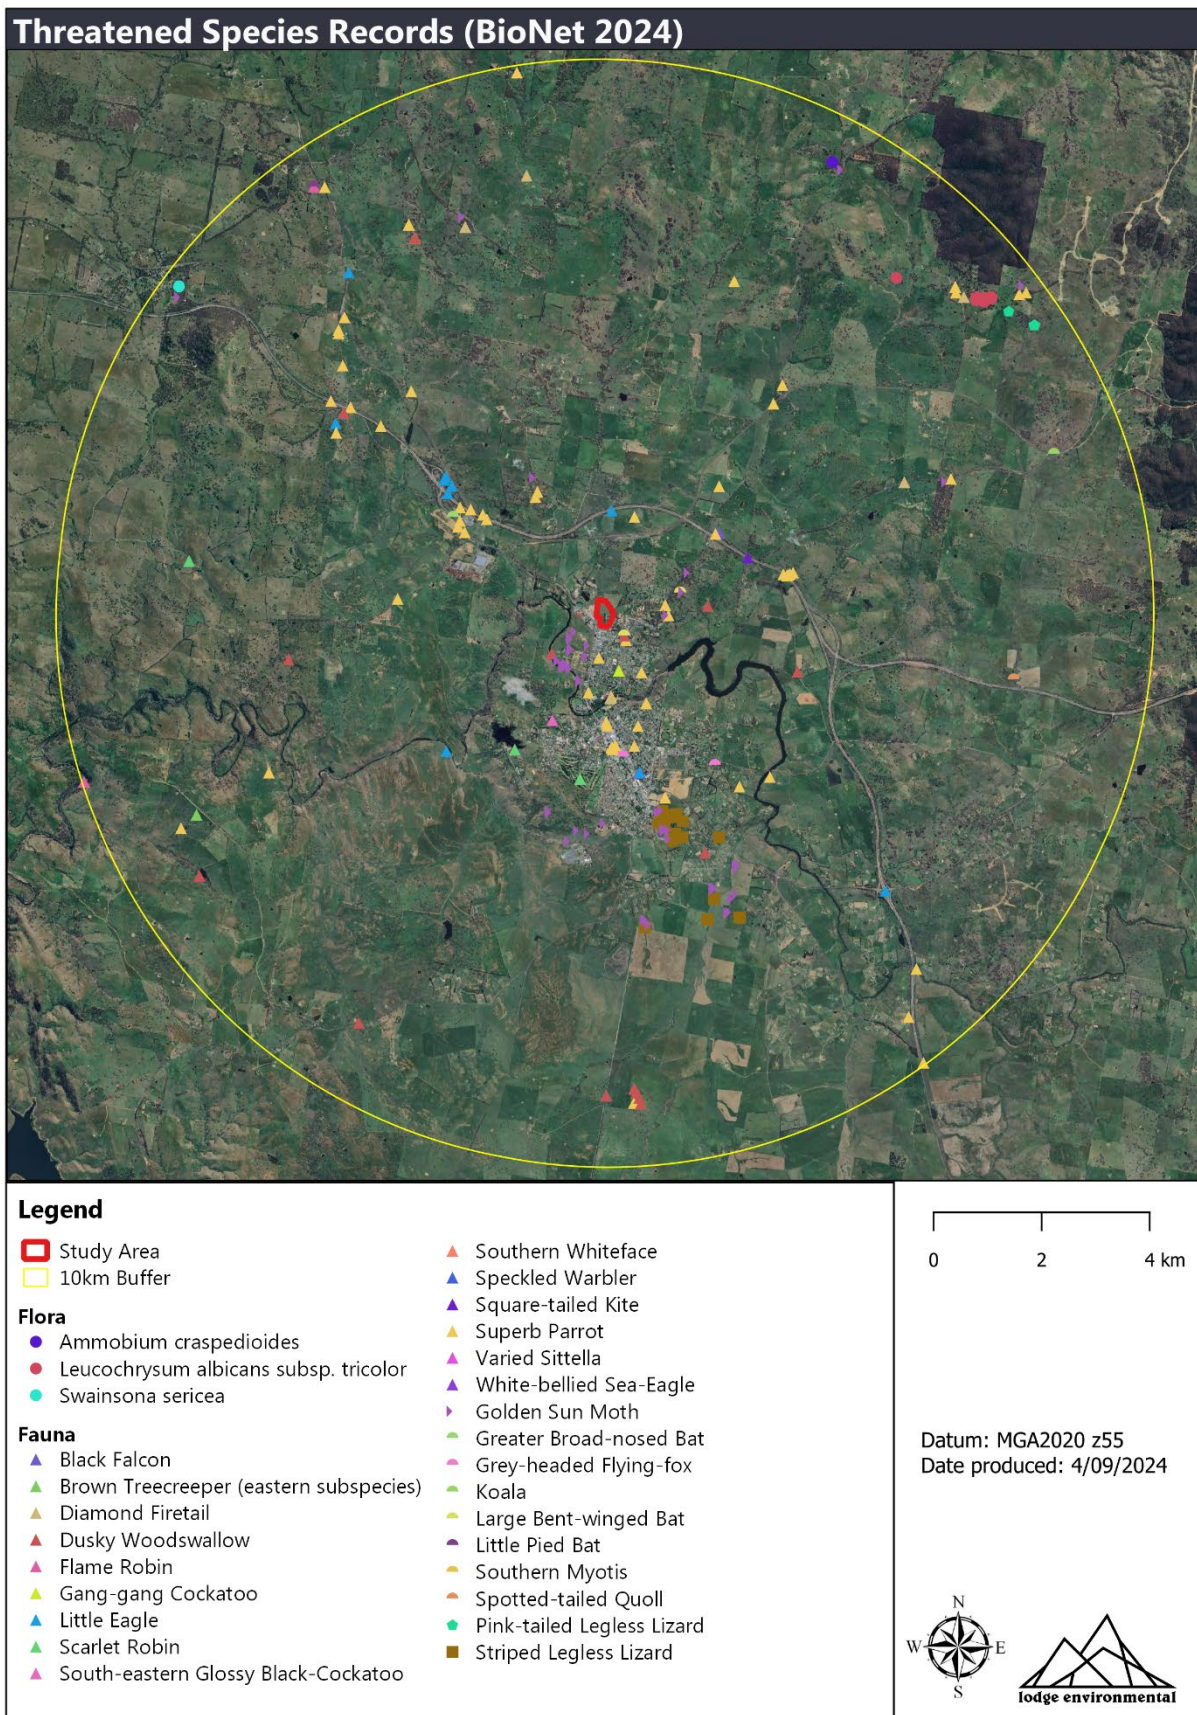 Threatened Species Records (BioNet 2024)
Legend
Study Area
10km Buffer
Flora
Ammobium craspedioides
Leucochrysum albicans subsp. tricolor
Swainsona sericea
Fauna
Black Falcon
Brown Treecreeper (eastern subspecies)
Diamond Firetail
Dusky Woodswallow
Flame Robin
Gang-gang Cockatoo
Little Eagle
Scarlet Robin
South-eastern Glossy Black-Cockatoo
Southern Whiteface
Speckled Warbler
Square-tailed Kite
Superb Parrot
Varied Sittella
White-bellied Sea-Eagle
Golden Sun Moth
Greater Broad-nosed Bat
Grey-headed Flying-fox
Koala
Large Bent-winged Bat
Little Pied Bat
Southern Myotis
Spotted-tailed Quoll
Pink-tailed Legless Lizard
Striped Legless Lizard
0 2 4 km
Datum: MGA2020 z55
Date produced: 4/09/2024
N
W E
S
lodge environmental